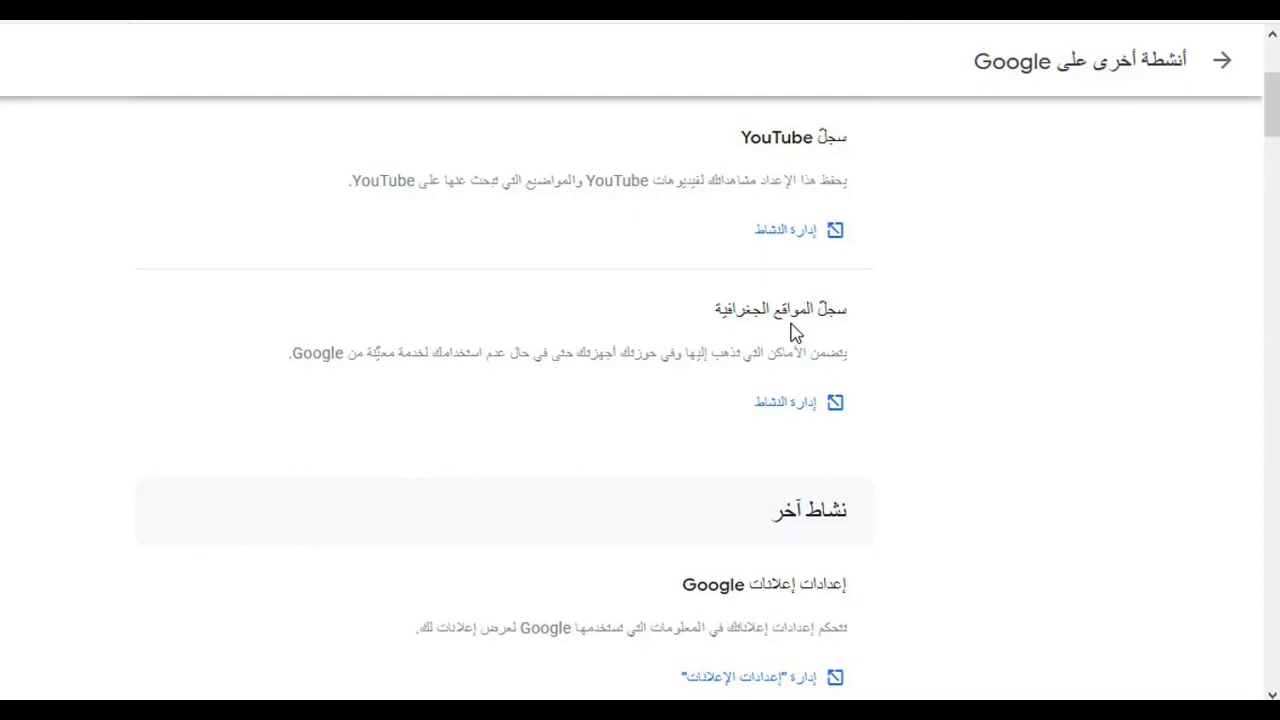 أنشطة أخرى على Google
سجلّ YouTube
يحفظ هذا الإعداد مشاهداتك لفيديوهات YouTube والمواضيع التي تبحث عنها على YouTube.
إدارة النشاط
سجلّ المواقع الجغرافية
يتضمن الأماكن التي تذهب إليها وفي حوزتك أجهزتك حتى في حال عدم استخدامك لخدمة معيَّنة من Google.
إدارة النشاط
نشاط آخر
إعدادات إعلانات Google
تتحكم إعدادات إعلاناتك في المعلومات التي تستخدمها Google لعرض إعلانات لك.
إدارة "إعدادات الإعلانات"